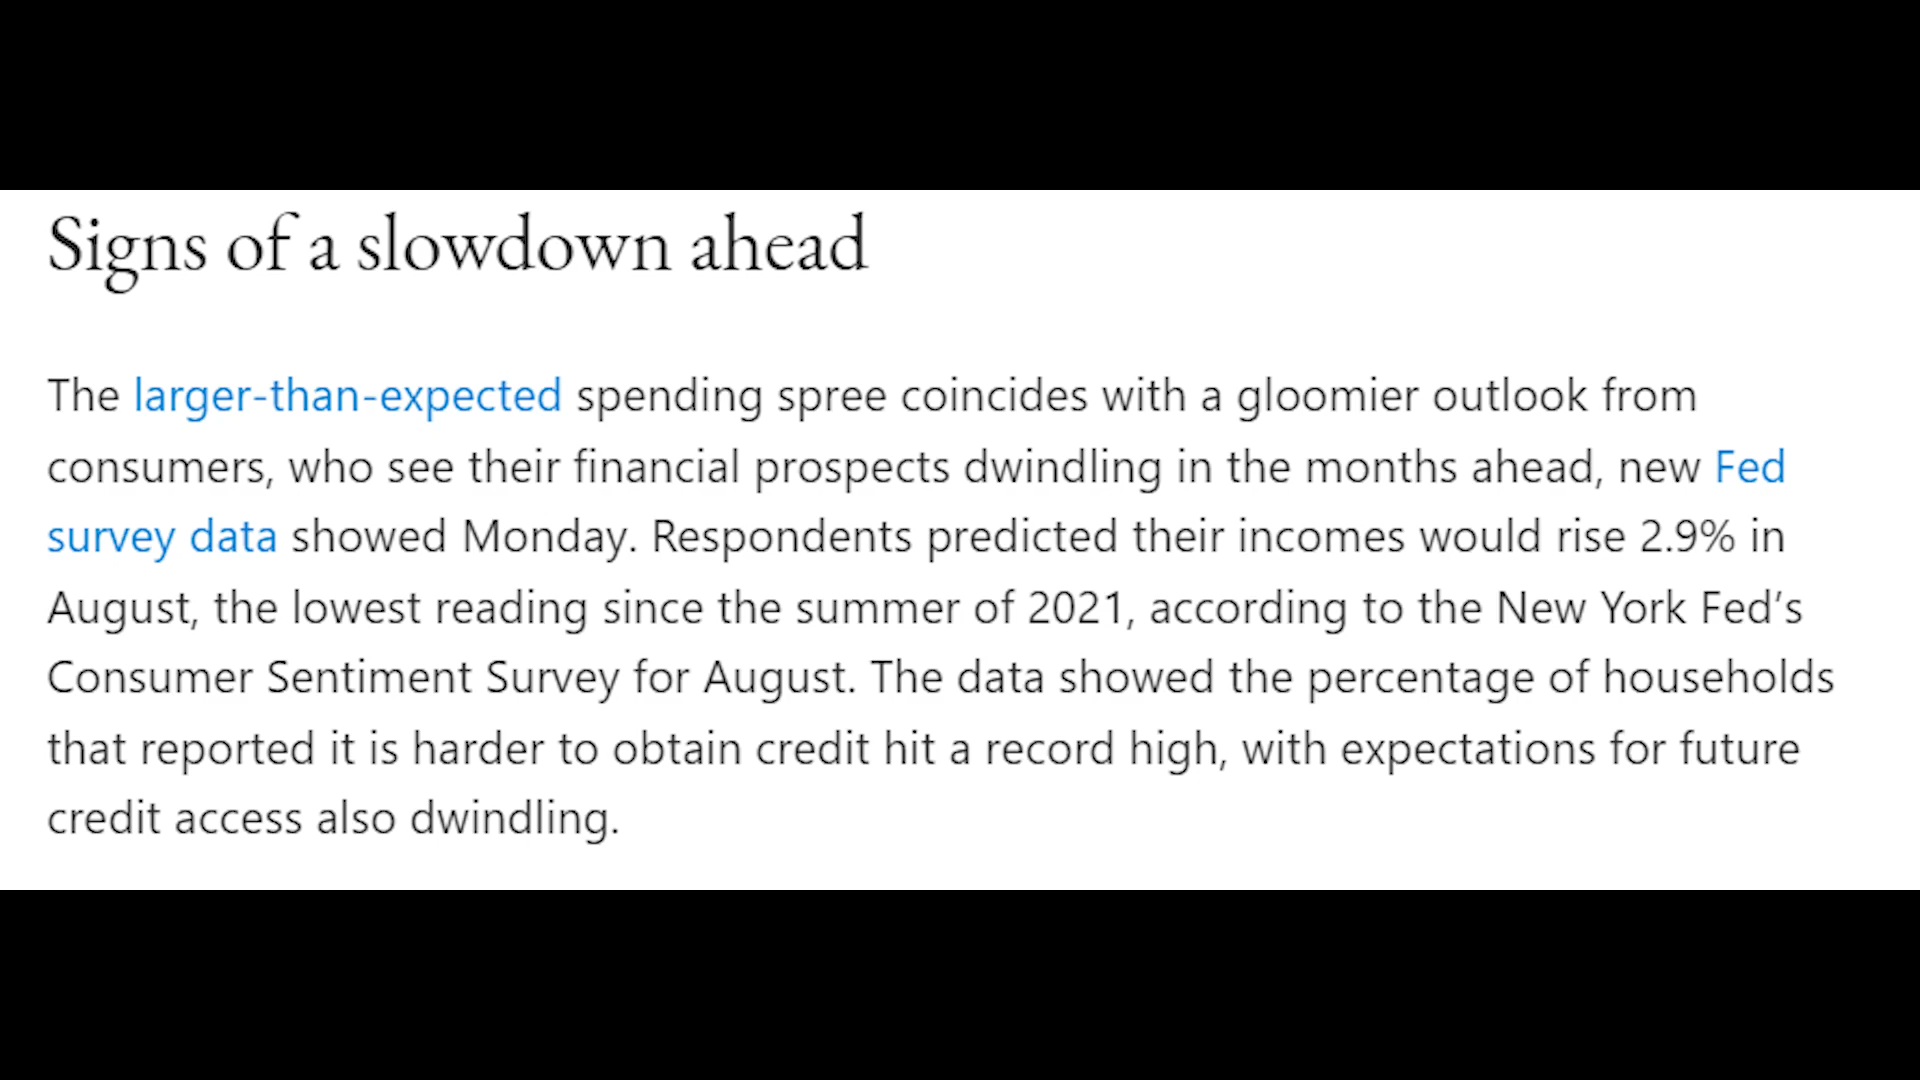 Signs of a slowdown ahead
The larger-than-expected spending spree coincides with a gloomier outlook from
consumers, who see their financial prospects dwindling in the months ahead, new Fed
survey data showed Monday. Respondents predicted their incomes would rise 2.9% in
August, the lowest reading since the summer of 2021, according to the New York Fed’s
Consumer Sentiment Survey for August. The data showed the percentage of households
that reported it is harder to obtain credit hit a record high, with expectations for future
credit access also dwindling.